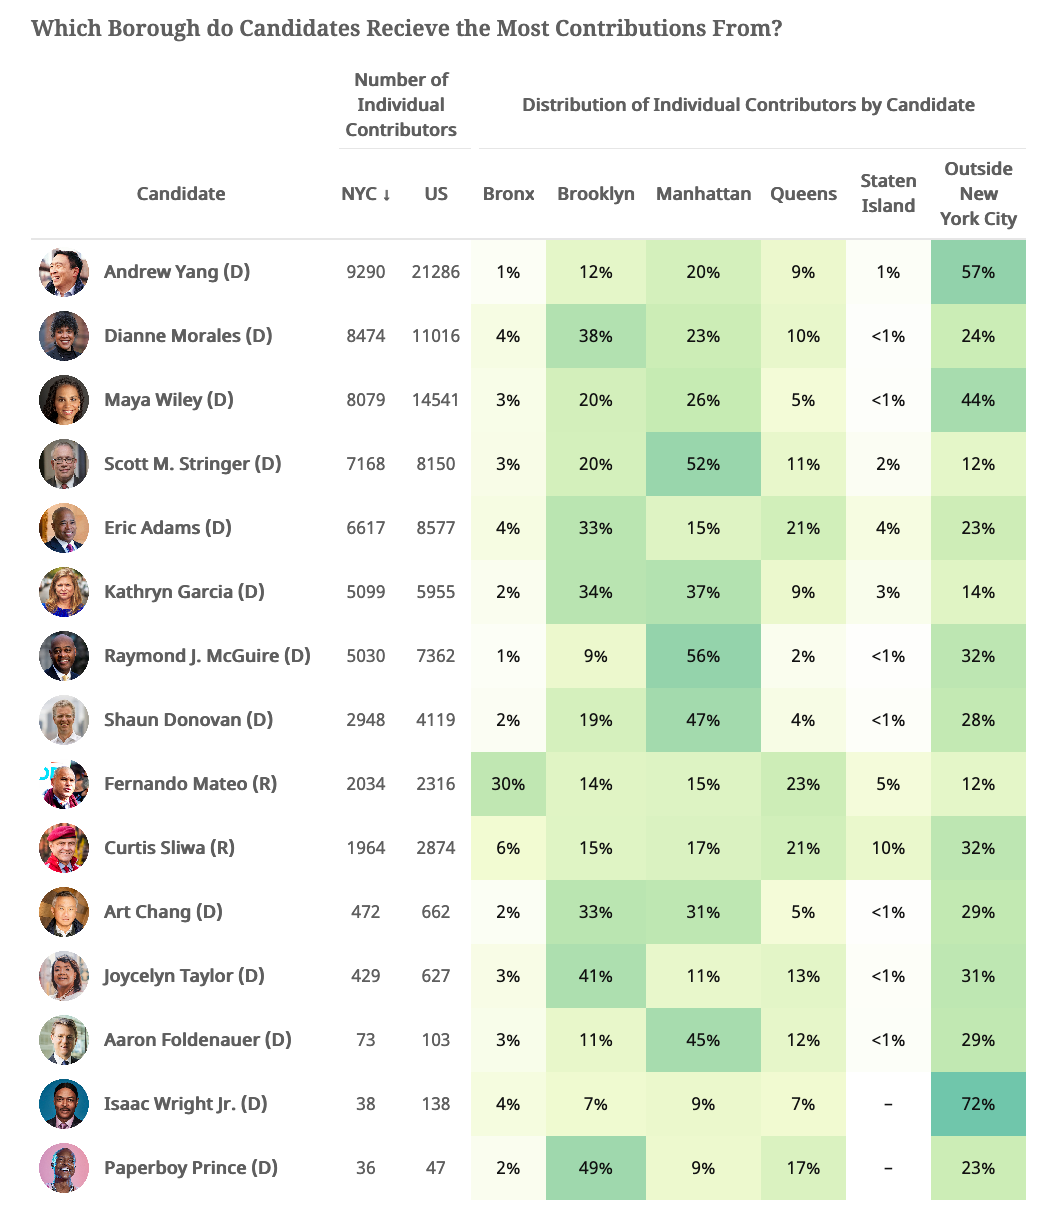 Which Borough do Candidates Recieve the Most Contributions From?
Number of
Individual
Contributors
Distribution of Individual Contributors by Candidate
Candidate NYC ↓ US Bronx Brooklyn Manhattan Queens Staten
Island Outside
New
York City
Andrew Yang (D) 9290 21286 1% 12% 20% 9% 1% 57%
Dianne Morales (D) 8474 11016 4% 38% 23% 10% <1% 24%
Maya Wiley (D) 8079 14541 3% 20% 26% 5% <1% 44%
Scott M. Stringer (D) 7168 8150 3% 20% 52% 11% 2% 12%
Eric Adams (D) 6617 8577 4% 33% 15% 21% 4% 23%
Kathryn Garcia (D) 5099 5955 2% 34% 37% 9% 3% 14%
Raymond J. McGuire (D) 5030 7362 1% 9% 56% 2% <1% 32%
Shaun Donovan (D) 2948 4119 2% 19% 47% 4% <1% 28%
Fernando Mateo (R) 2034 2316 30% 14% 15% 23% 5% 12%
Curtis Sliwa (R) 1964 2874 6% 15% 17% 21% 10% 32%
Art Chang (D) 472 662 2% 33% 31% 5% <1% 29%
Joycelyn Taylor (D) 429 627 3% 41% 11% 13% <1% 31%
Aaron Foldenauer (D) 73 103 3% 11% 45% 12% <1% 29%
Isaac Wright Jr. (D) 38 138 4% 7% 9% 7% – 72%
Paperboy Prince (D) 36 47 2% 49% 9% 17% – 23%